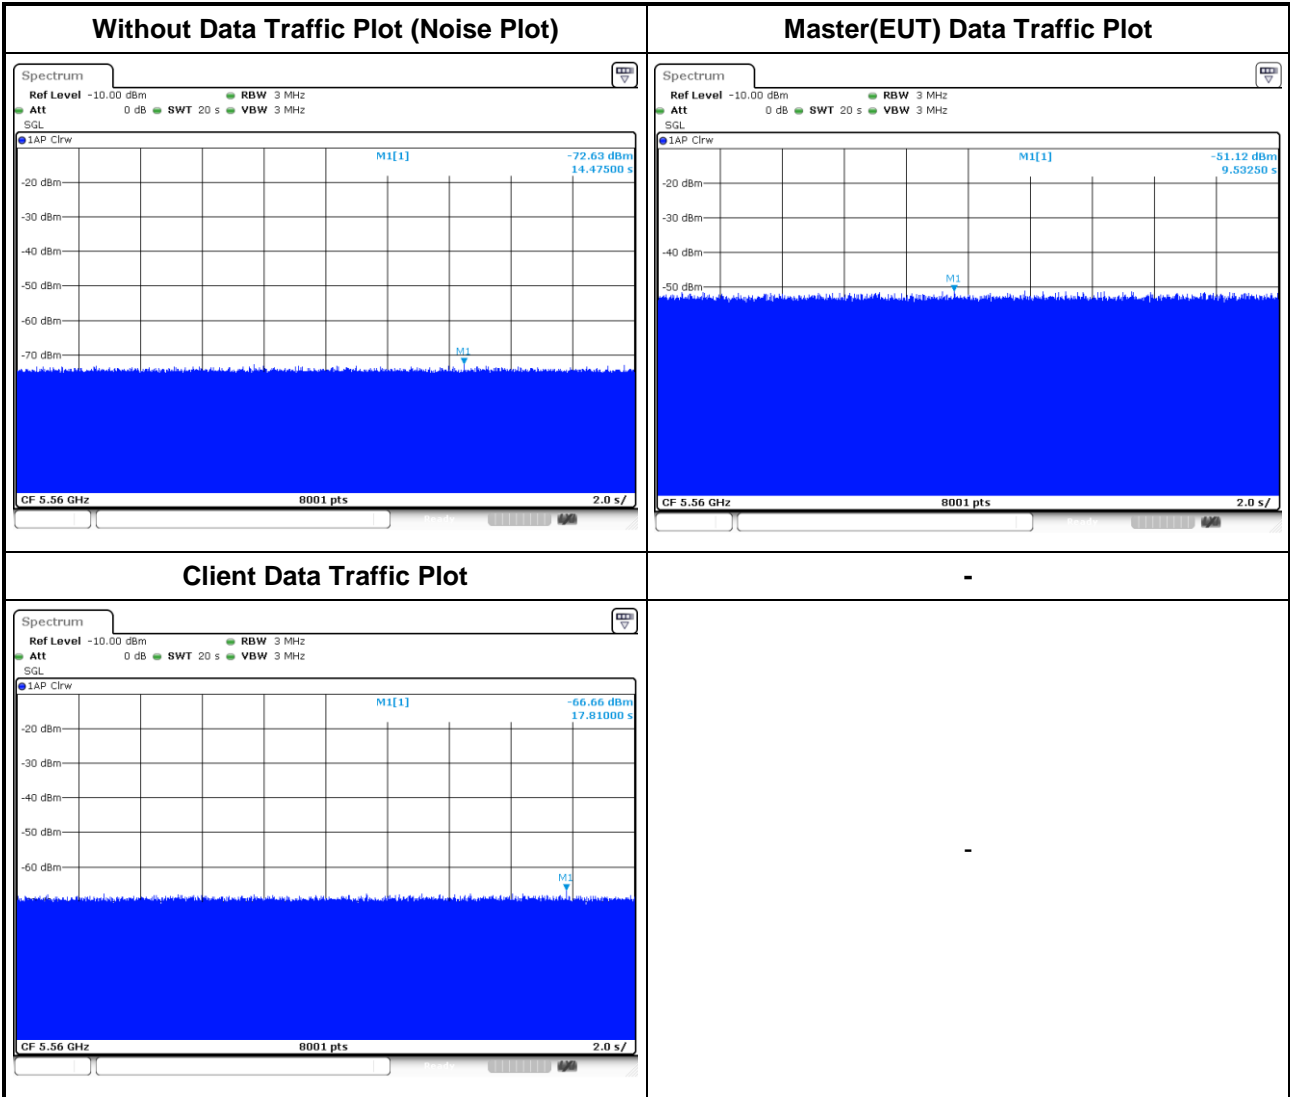 Without Data Traffic Plot (Noise Plot)
Spectrum
Ref Level -10.00 dBm RBW 3 MHz
Att 0 dB SWT 20 s VBW 3 MHz
SGL
1AP Clrw
M1[1] -72.63 dBm
14.47500 s
-20 dBm
-30 dBm
-40 dBm
-50 dBm
-60 dBm
-70 dBm
M1
CF 5.56 GHz 8001 pts 2.0 s/
Ready
Master(EUT) Data Traffic Plot
Spectrum
Ref Level -10.00 dBm RBW 3 MHz
Att 0 dB SWT 20 s VBW 3 MHz
SGL
1AP Clrw
M1[1] -51.12 dBm
9.53250 s
-20 dBm
-30 dBm
-40 dBm
-50 dBm
M1
CF 5.56 GHz 8001 pts 2.0 s/
Ready
Client Data Traffic Plot
Spectrum
Ref Level -10.00 dBm RBW 3 MHz
Att 0 dB SWT 20 s VBW 3 MHz
SGL
1AP Clrw
M1[1] -66.66 dBm
17.81000 s
-20 dBm
-30 dBm
-40 dBm
-50 dBm
-60 dBm
M1
CF 5.56 GHz 8001 pts 2.0 s/
Ready
-
-